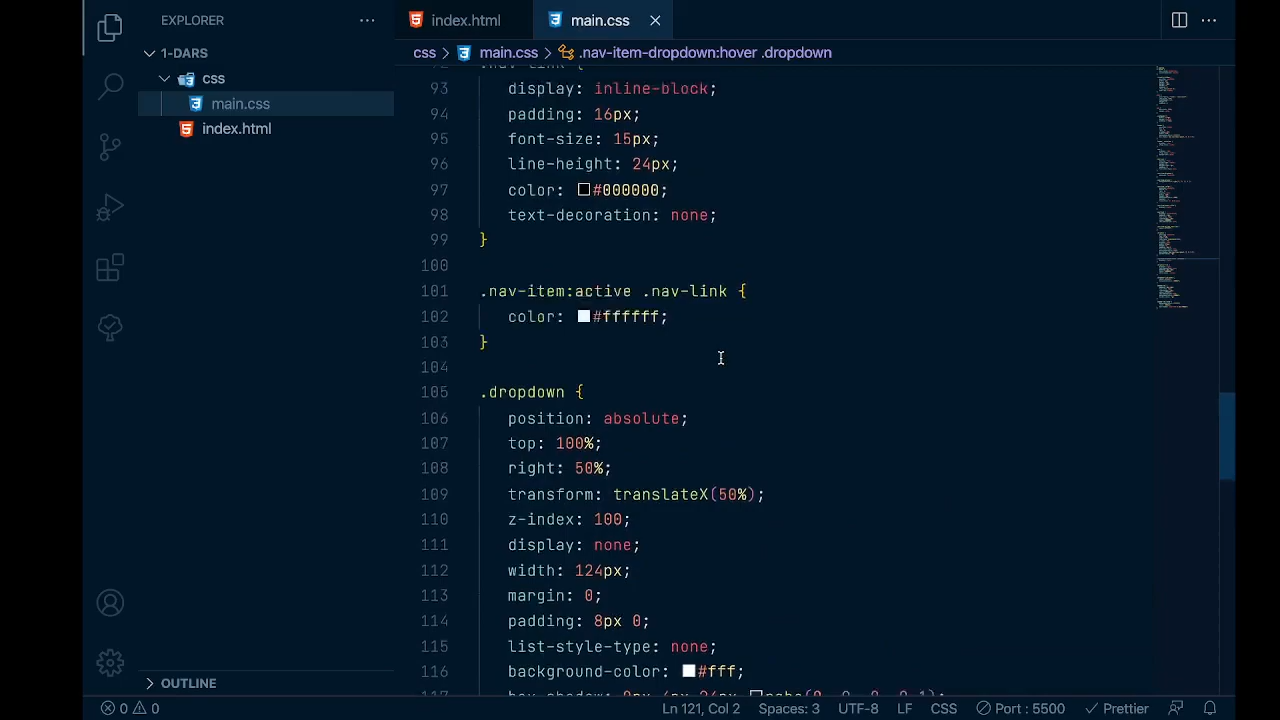 EXPLORER
index.html
main.css
1-DARS
css
main.css
index.html
css > main.css > .nav-item-dropdown:hover .dropdown
93 display: inline-block;
94 padding: 16px;
95 font-size: 15px;
96 line-height: 24px;
97 color: #000000;
98 text-decoration: none;
99 }
100
101 .nav-item:active .nav-link {
102 color: #ffffff;
103 }
104
105 .dropdown {
106 position: absolute;
107 top: 100%;
108 right: 50%;
109 transform: translateX(50%);
110 z-index: 100;
111 display: none;
112 width: 124px;
113 margin: 0;
114 padding: 8px 0;
115 list-style-type: none;
116 background-color: #fff;
OUTLINE
0 0
Ln 121, Col 2
Spaces: 3
UTF-8
LF
CSS
Port : 5500
Prettier